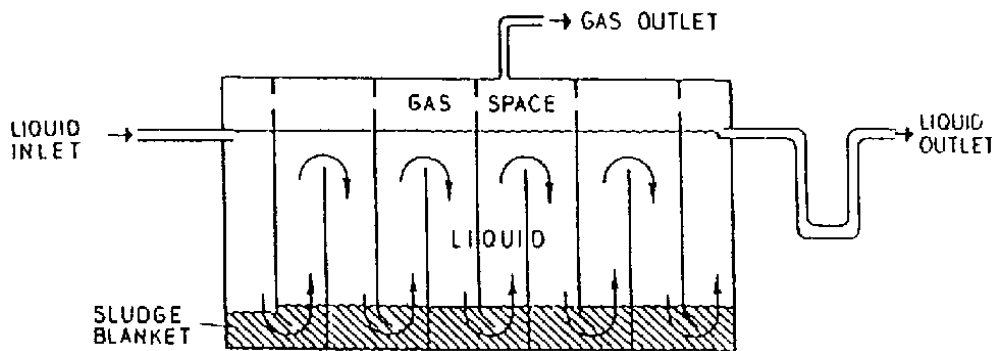 GAS OUTLET
GAS SPACE
LIQUID
INLET
LIQUID
OUTLET
LIQUID
SLUDGE
BLANKET